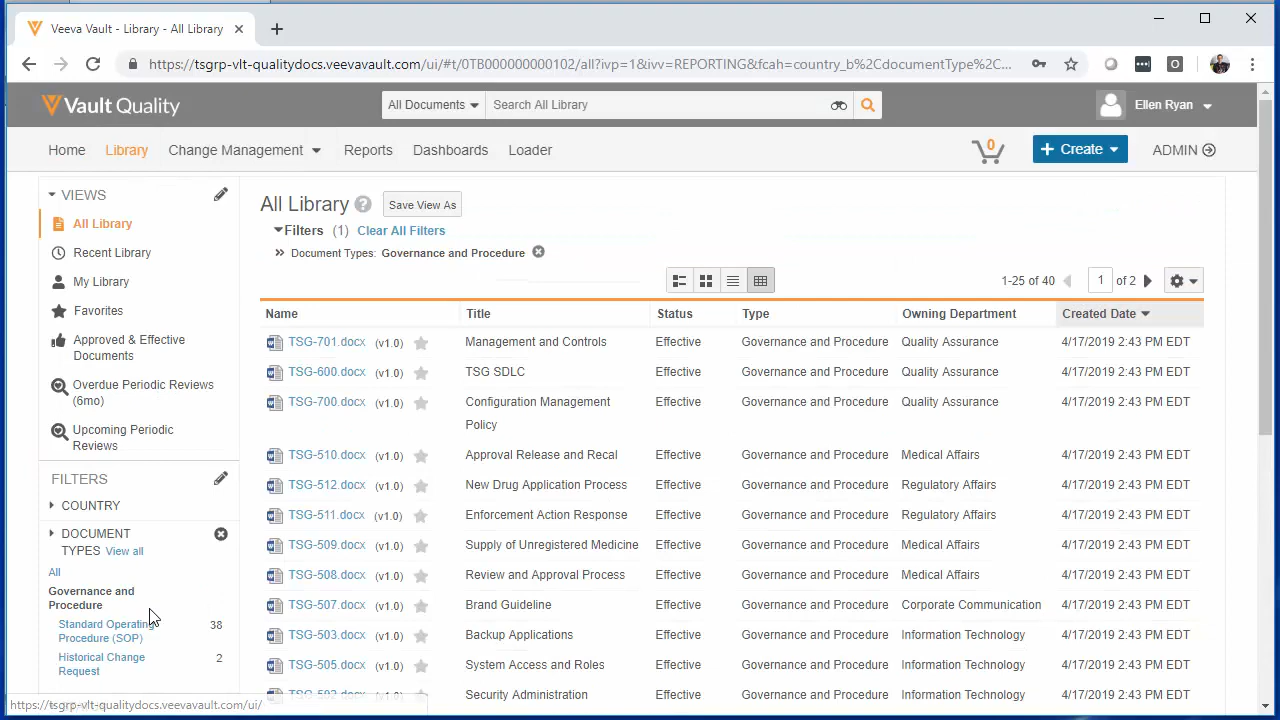 Veeva Vault - Library - All Library
https://tsgrp-vlt-qualitydocs.veevavault.com/ui/#t/0TB000000000102/all?ivp=1&ivv=REPORTING&fcah=country_b%2CdocumentType%2C...
Vault Quality
All Documents
Search All Library
Ellen Ryan
Home
Library
Change Management
Reports
Dashboards
Loader
0
+ Create
ADMIN
VIEWS
All Library
Recent Library
My Library
Favorites
Approved & Effective
Documents
Overdue Periodic Reviews
(6mo)
Upcoming Periodic
Reviews
FILTERS
COUNTRY
DOCUMENT
TYPES View all
All
Governance and
Procedure
Standard Operating 38
Procedure (SOP)
Historical Change 2
Request
https://tsgrp-vlt-qualitydocs.veevavault.com/ui/
All Library ? Save View As
Filters (1) Clear All Filters
» Document Types: Governance and Procedure
1-25 of 40 1 of 2
Name Title Status Type Owning Department Created Date
TSG-701.docx (v1.0) Management and Controls Effective Governance and Procedure Quality Assurance 4/17/2019 2:43 PM EDT
TSG-600.docx (v1.0) TSG SDLC Effective Governance and Procedure Quality Assurance 4/17/2019 2:43 PM EDT
TSG-700.docx (v1.0) Configuration Management Effective Governance and Procedure Quality Assurance 4/17/2019 2:43 PM EDT
Policy
TSG-510.docx (v1.0) Approval Release and Recal Effective Governance and Procedure Medical Affairs 4/17/2019 2:43 PM EDT
TSG-512.docx (v1.0) New Drug Application Process Effective Governance and Procedure Regulatory Affairs 4/17/2019 2:43 PM EDT
TSG-511.docx (v1.0) Enforcement Action Response Effective Governance and Procedure Regulatory Affairs 4/17/2019 2:43 PM EDT
TSG-509.docx (v1.0) Supply of Unregistered Medicine Effective Governance and Procedure Medical Affairs 4/17/2019 2:43 PM EDT
TSG-508.docx (v1.0) Review and Approval Process Effective Governance and Procedure Medical Affairs 4/17/2019 2:43 PM EDT
TSG-507.docx (v1.0) Brand Guideline Effective Governance and Procedure Corporate Communication 4/17/2019 2:43 PM EDT
TSG-503.docx (v1.0) Backup Applications Effective Governance and Procedure Information Technology 4/17/2019 2:43 PM EDT
TSG-505.docx (v1.0) System Access and Roles Effective Governance and Procedure Information Technology 4/17/2019 2:43 PM EDT
TSG-502.docx (v1.0) Security Administration Effective Governance and Procedure Information Technology 4/17/2019 2:43 PM EDT